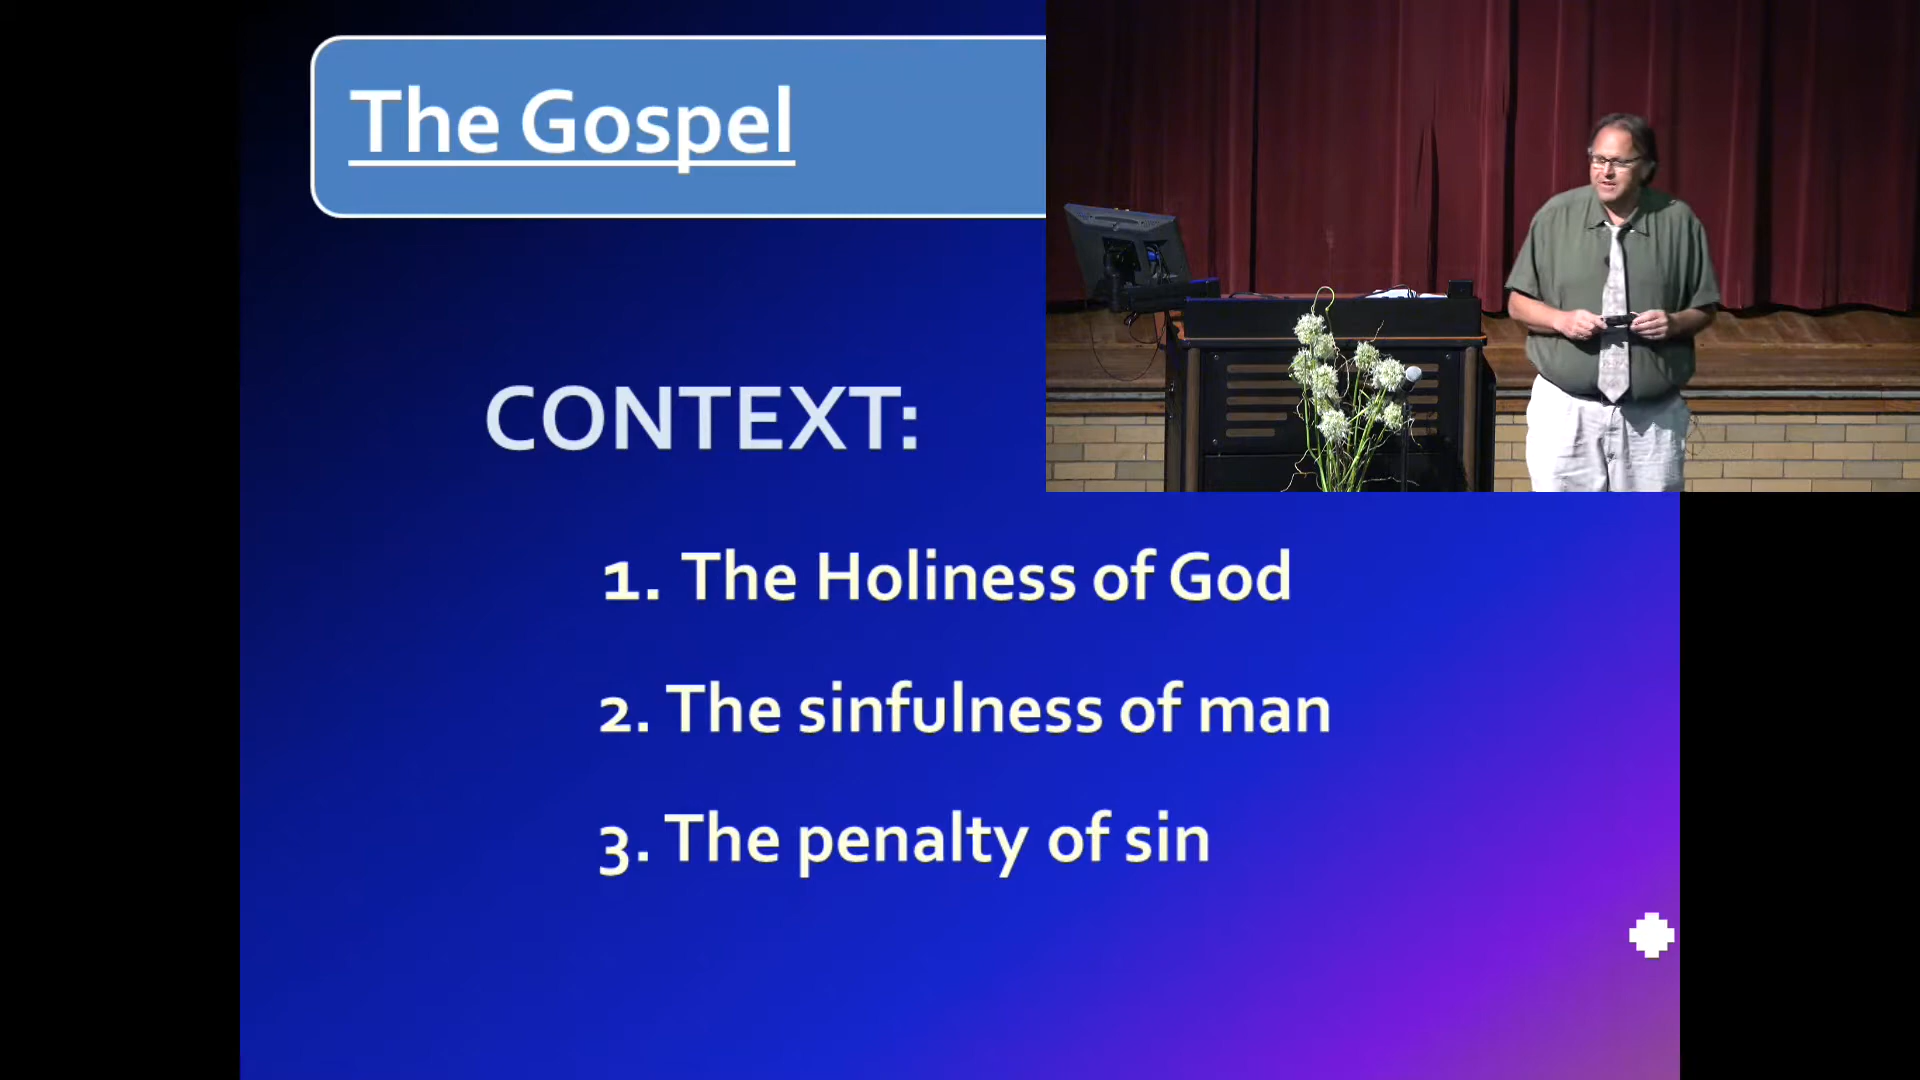 The Gospel
CONTEXT:
1. The Holiness of God
2. The sinfulness of man
3. The penalty of sin